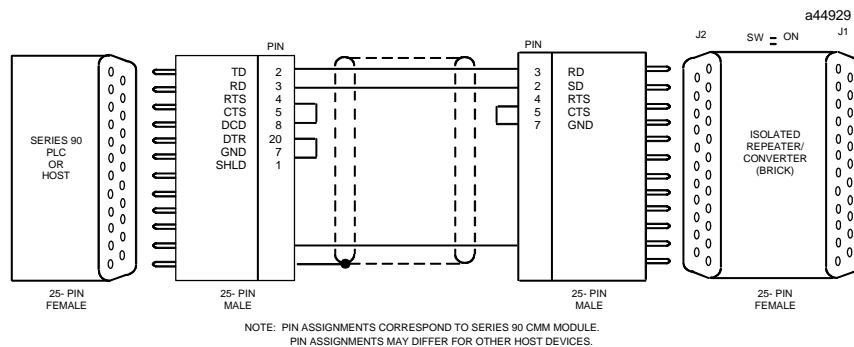 a44929
J2
SW = ON
J1
PIN
PIN
TD 2
RD 3
RTS 4
CTS 5
DCD 8
DTR 20
GND 7
SHLD 1
3 RD
2 SD
4 RTS
5 CTS
7 GND
SERIES 90
PLC
OR
HOST
ISOLATED
REPEATER/
CONVERTER
(BRICK)
25- PIN
FEMALE
25- PIN
MALE
25- PIN
MALE
25- PIN
FEMALE
NOTE: PIN ASSIGNMENTS CORRESPOND TO SERIES 90 CMM MODULE.
PIN ASSIGNMENTS MAY DIFFER FOR OTHER HOST DEVICES.